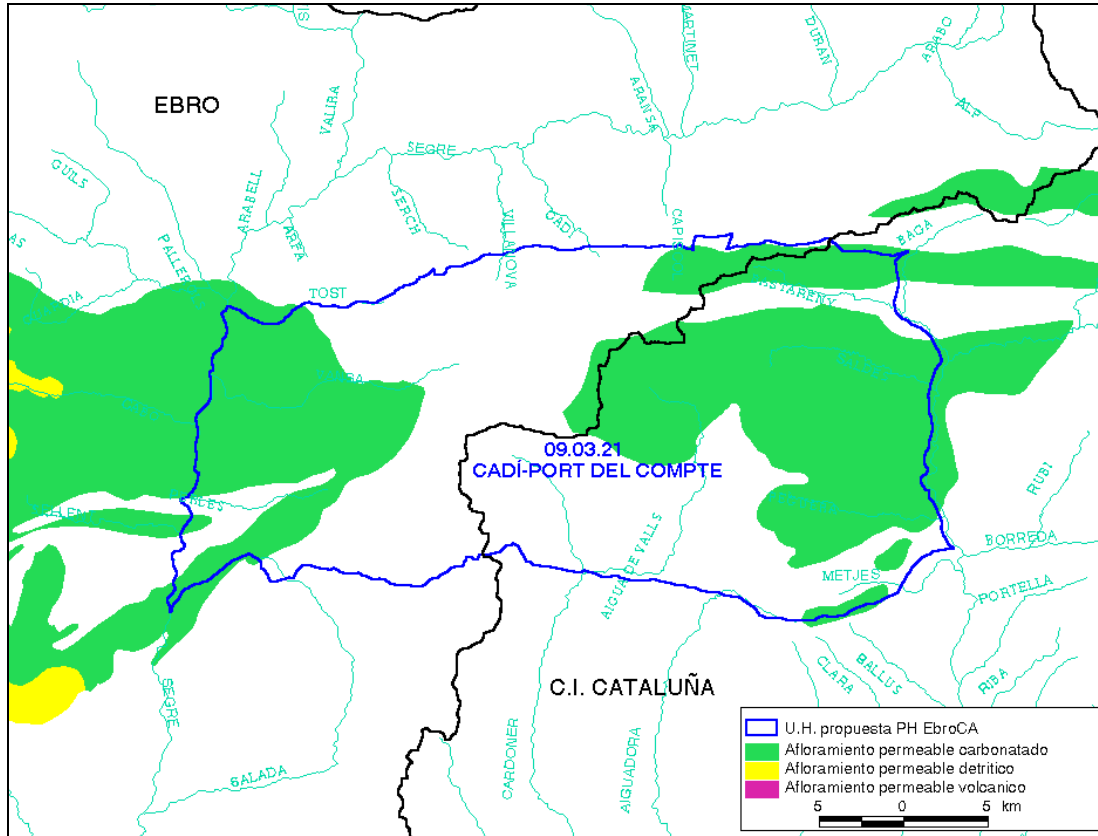 MARTINET
DURAN
ARABO
EBRO
VALIRA
ARANSA
ALP
SEGRE
GUILS
ARABELL
SERCH
CADI
VILLANOVA
CAPISCO
BAGA
AREA
AS
TOST
09.03.21
CADÍ-PORT DEL COMPTE
RUBI
AIGUA DE VALLS
BORREDA
METJES
PORTELLA
SEGRE
C.I. CATALUÑA
CLARA
BALLUS
RIBA
SALADA
CARDONER
AIGUADORA
U.H. propuesta PH EbroCA
Afloramiento permeable carbonatado
Afloramiento permeable detritico
Afloramiento permeable volcanico
5 0 5 km